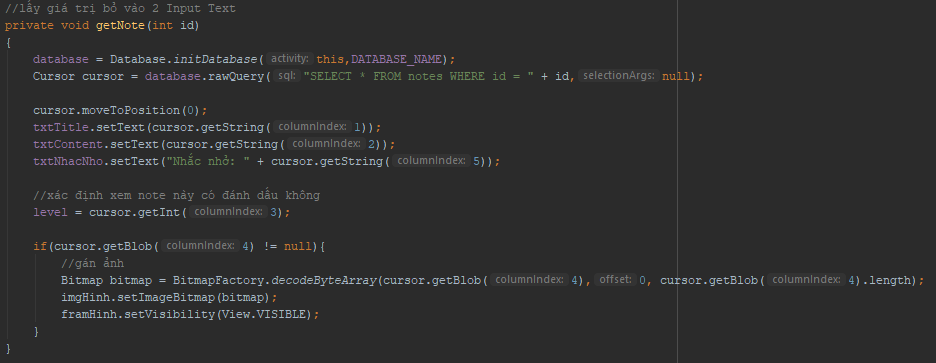 //lấy giá trị bỏ vào 2 Input Text
private void getNote(int id)
{
    database = Database.initDatabase( activity: this,DATABASE_NAME);
    Cursor cursor = database.rawQuery( sql: "SELECT * FROM notes WHERE id = " + id, selectionArgs: null);

    cursor.moveToPosition(0);
    txtTitle.setText(cursor.getString( columnIndex: 1));
    txtContent.setText(cursor.getString( columnIndex: 2));
    txtNhacNho.setText("Nhắc nhở: " + cursor.getString( columnIndex: 5));

    //xác định xem note này có đánh dấu không
    level = cursor.getInt( columnIndex: 3);

    if(cursor.getBlob( columnIndex: 4) != null){
        //gán ảnh
        Bitmap bitmap = BitmapFactory.decodeByteArray(cursor.getBlob( columnIndex: 4), offset: 0, cursor.getBlob( columnIndex: 4).length);
        imgHinh.setImageBitmap(bitmap);
        framHinh.setVisibility(View.VISIBLE);
    }
}